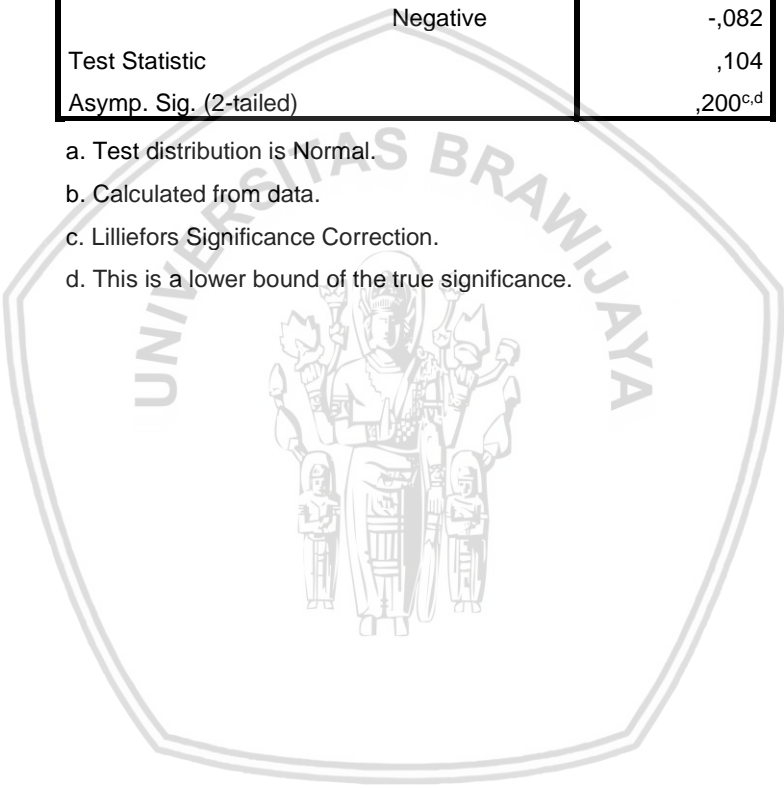 Negative -,082
Test Statistic ,104
Asymp. Sig. (2-tailed) ,200c,d
a. Test distribution is Normal.
b. Calculated from data.
c. Lilliefors Significance Correction.
d. This is a lower bound of the true significance.
UNIVERSITAS BRAWIJAYA